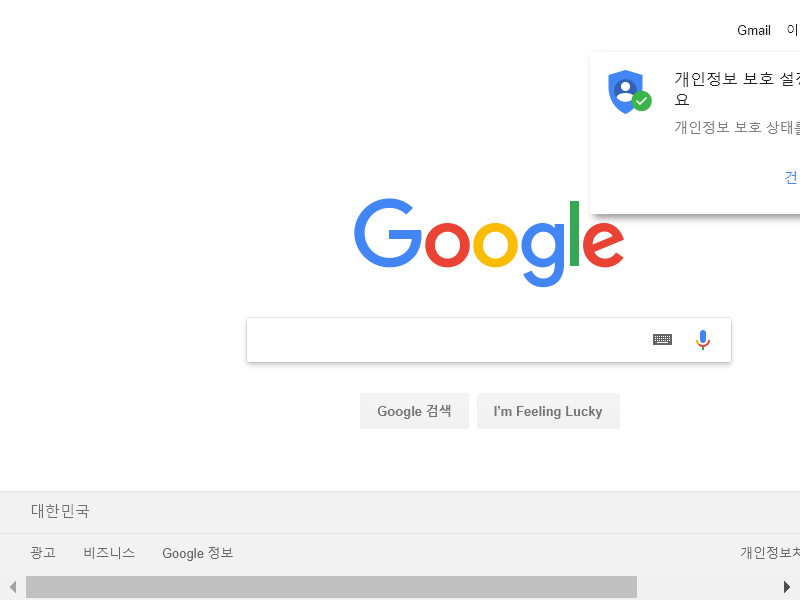 Gmail 이
개인정보 보호 설정
요
개인정보 보호 상태를
건
Google
Google 검색
I'm Feeling Lucky
대한민국
광고 비즈니스 Google 정보 개인정보처